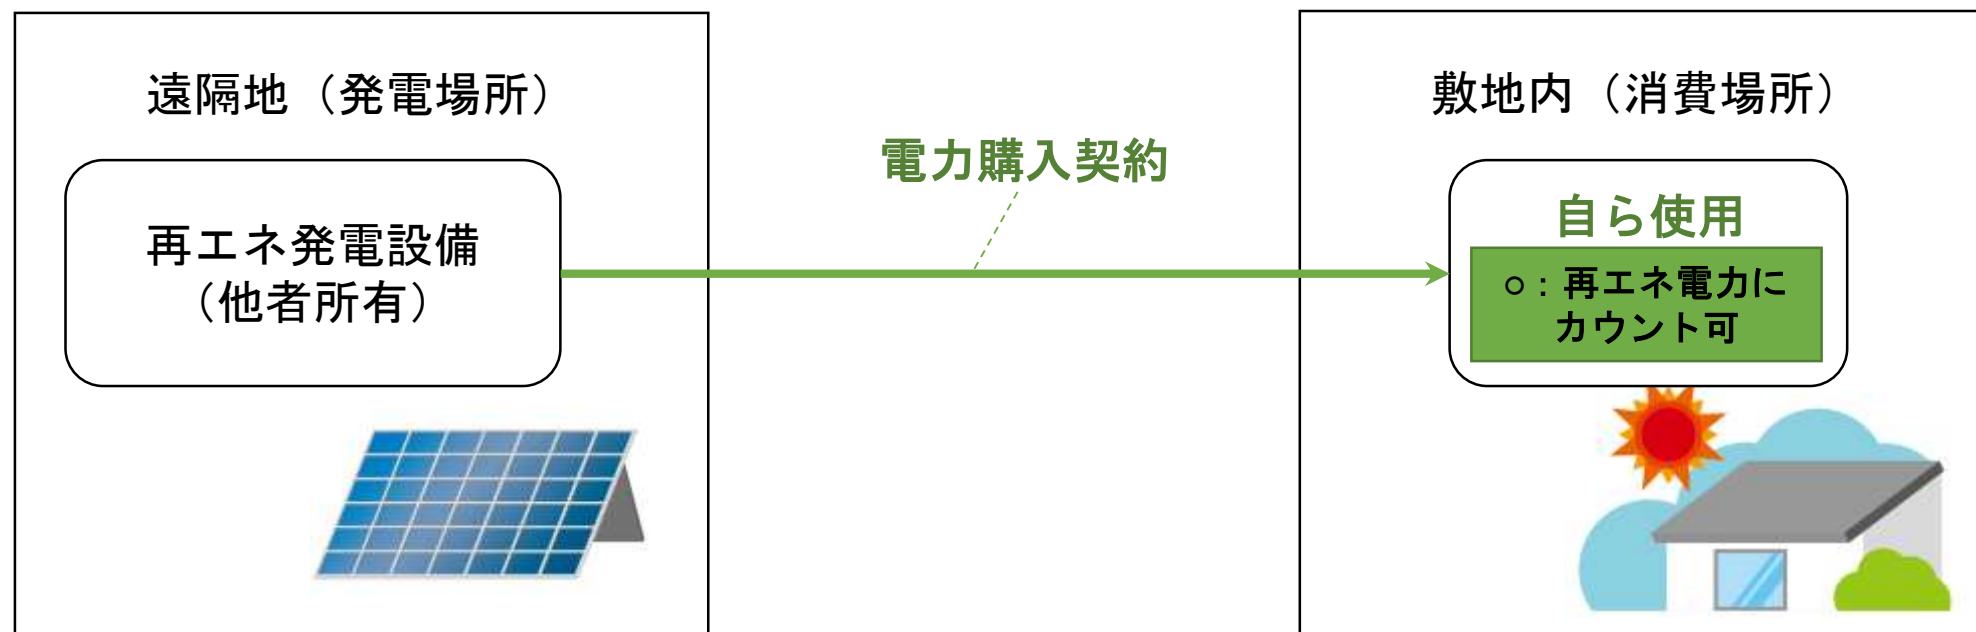 遠隔地（発電場所）
再エネ発電設備
（他者所有）
電力購入契約
敷地内（消費場所）
自ら使用
○：再エネ電力に
カウント可